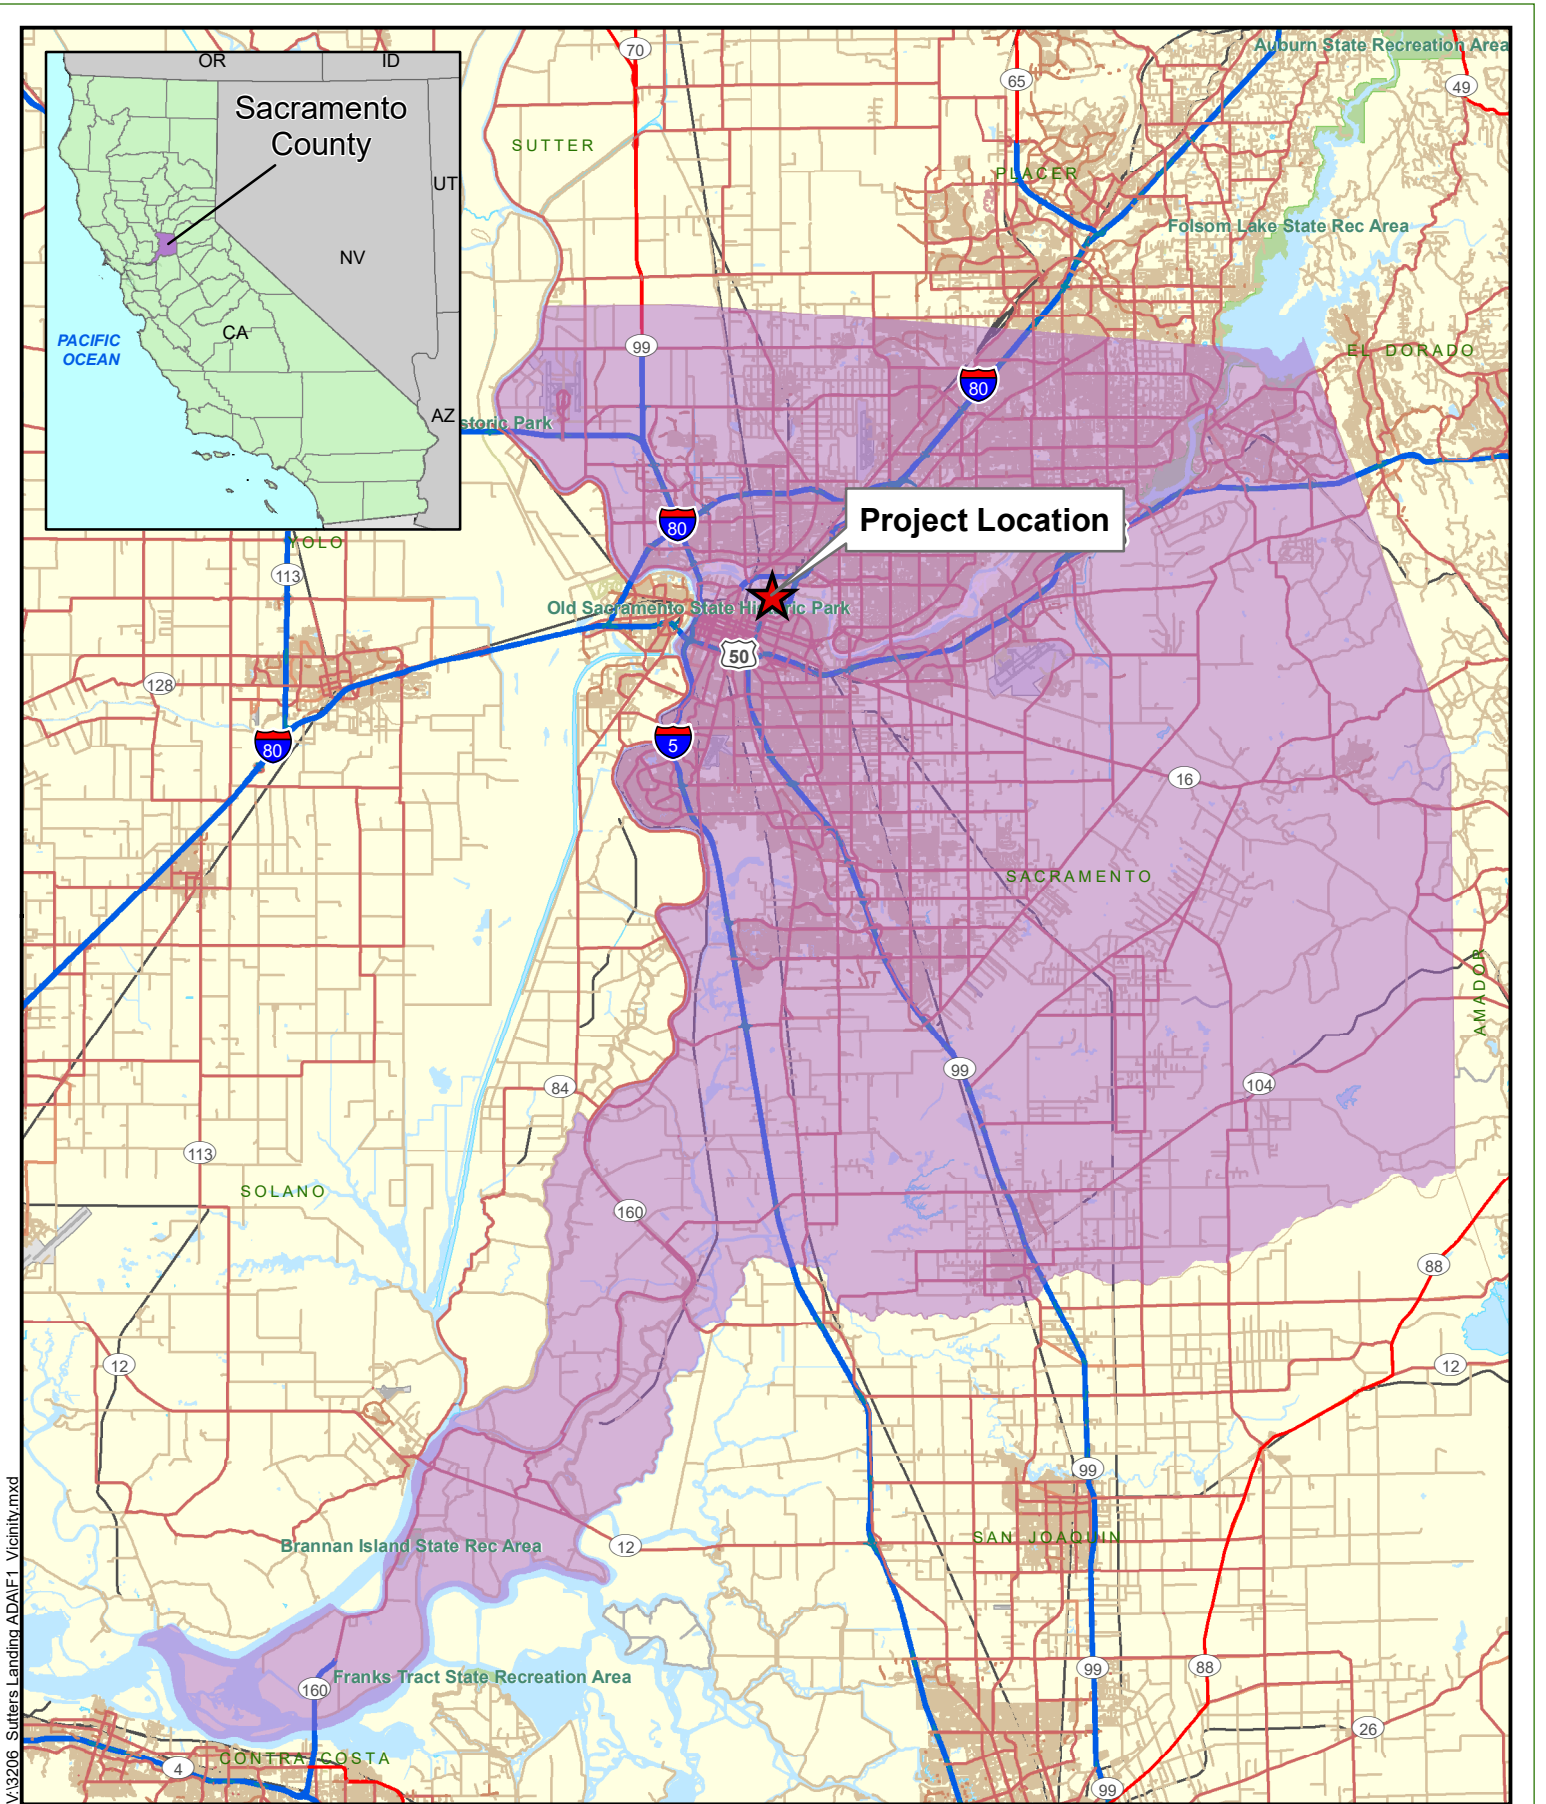 70
Auburn State Recreation Area
OR
ID
65
49
Sacramento
County
SUTTER
PLACER
UT
Folsom Lake State Rec Area
NV
CA
PACIFIC
OCEAN
99
EL DORADO
80
AZ
storic Park
Project Location
80
YOLO
113
Old Sacramento State Historic Park
50
128
5
80
16
SACRAMENTO
AMADOR
99
84
104
113
SOLANO
160
88
12
12
99
SAN JOAQUIN
Brannan Island State Rec Area
12
99
88
Franks Tract State Recreation Area
160
26
CONTRA COSTA
4
99
V:\3206 Sutters Landing ADA\F1 Vicinity.mxd